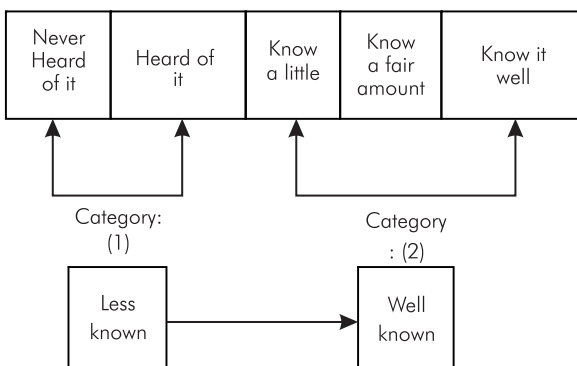 Never
Heard
of it
Heard of
it
Know
a little
Know
a fair
amount
Know it
well
Category:
(1)
Category
: (2)
Less
known
Well
known